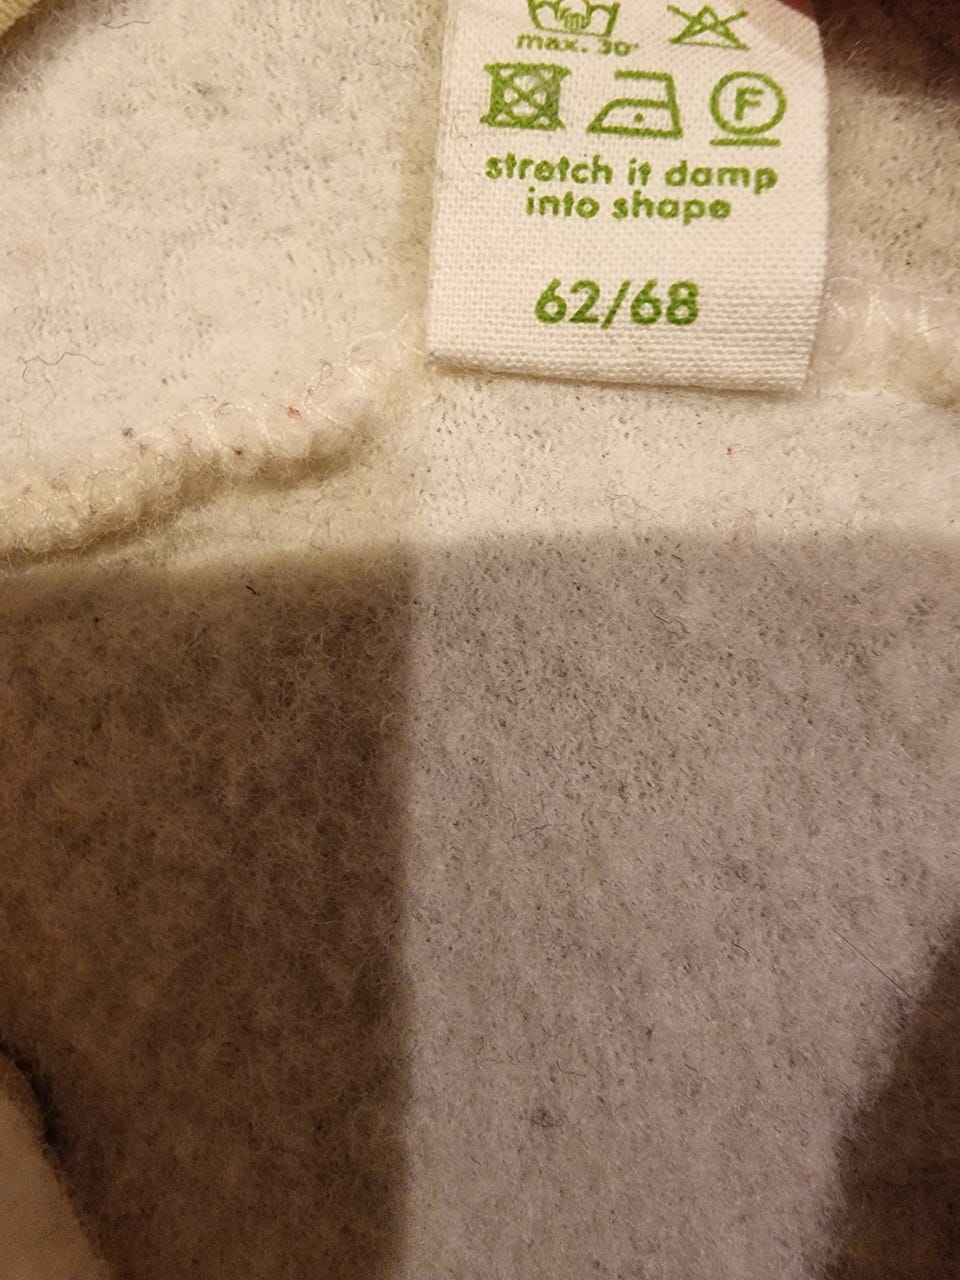 max. 30°
F
stretch it damp
into shape
62/68